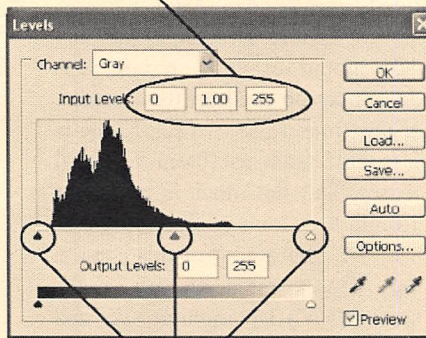 Levels
Channel: Gray
OK
Input Levels: 0 1.00 255
Cancel
Load...
Save...
Auto
Options...
Output Levels: 0 255
Preview